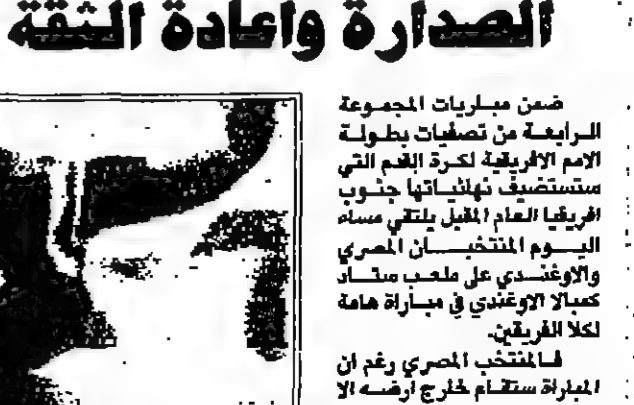 الصدارة واعادة الثقة
ضمن مباريات المجموعة
الرابعة من تصفيات بطولة
الامم الافريقية لكرة القدم التي
ستستضيف نهائياتها جنوب
افريقيا العام المقبل يلتقي مساء
اليوم المنتخبان المصري
والاوغندي على ملعب ستاد
كمبالا الاوغندي في مباراة هامة
لكلا الفريقين.
فالمنتخب المصري رغم ان
المباراة ستقام خارج ارضه الا